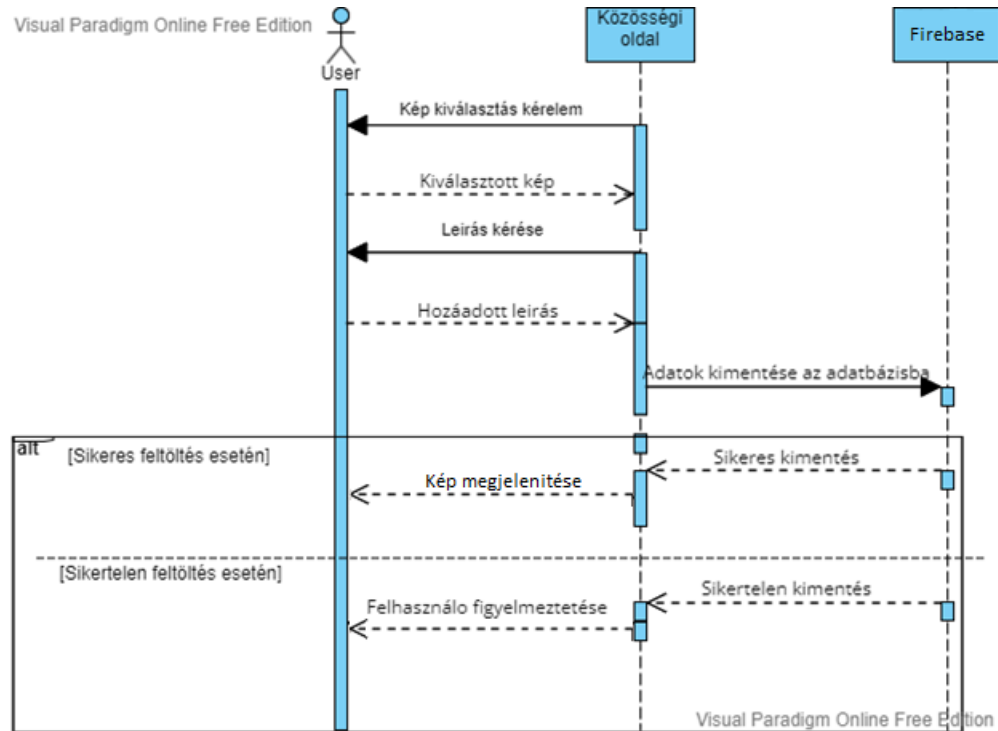 Visual Paradigm Online Free Edition
User
Közösségi
oldal
Firebase
Kép kiválasztás kérelem
Kiválasztott kép
Leirás kérése
Hozáadott leirás
Adatok kimentése az adatbázisba
alt
[Sikeres feltöltés esetén]
Sikeres kimentés
Kép megjelenitése
[Sikertelen feltöltés esetén]
Sikertelen kimentés
Felhasználo figyelmeztetése
Visual Paradigm Online Free Edition